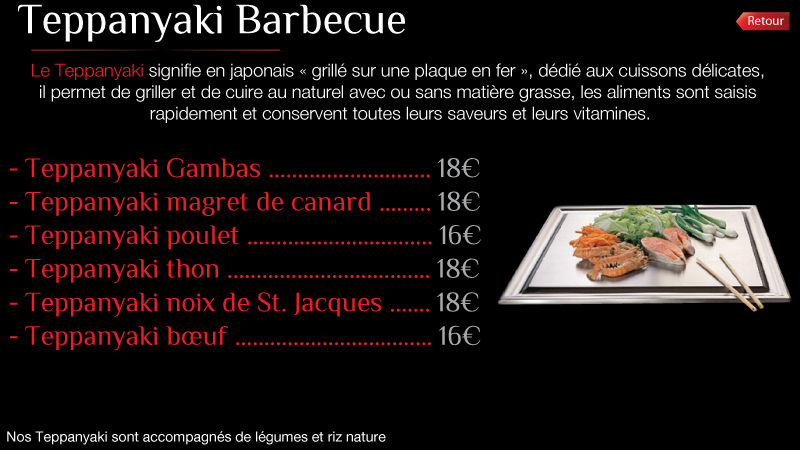 Teppanyaki Barbecue
Retour
Le Teppanyaki signifie en japonais « grillé sur une plaque en fer », dédié aux cuissons délicates,
il permet de griller et de cuire au naturel avec ou sans matière grasse, les aliments sont saisis
rapidement et conservent toutes leurs saveurs et leurs vitamines.
- Teppanyaki Gambas ............................ 18€
- Teppanyaki magret de canard ......... 18€
- Teppanyaki poulet ................................ 16€
- Teppanyaki thon ................................... 18€
- Teppanyaki noix de St. Jacques ....... 18€
- Teppanyaki bœuf .................................. 16€
Nos Teppanyaki sont accompagnés de légumes et riz nature